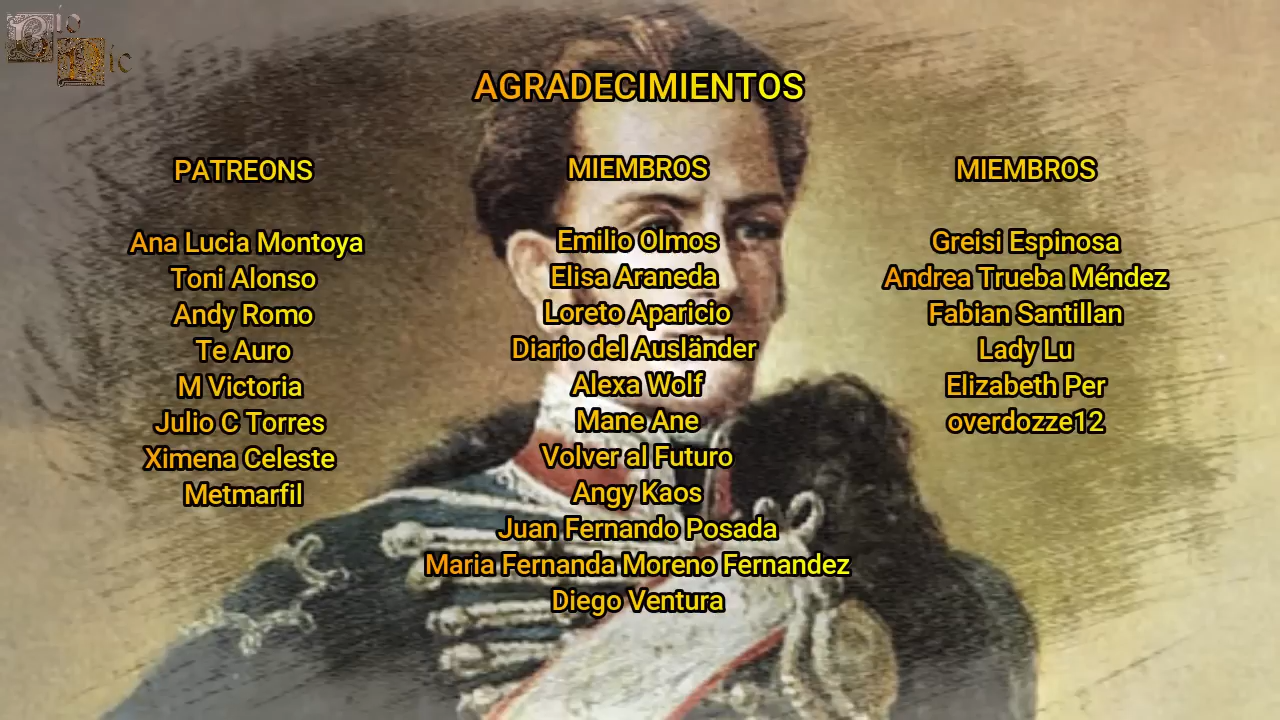 Bio Tic
AGRADECIMIENTOS
PATREONS
Ana Lucia Montoya
Toni Alonso
Andy Romo
Te Auro
M Victoria
Julio C Torres
Ximena Celeste
Metmarfil
MIEMBROS
Emilio Olmos
Elisa Araneda
Loreto Aparicio
Diario del Ausländer
Alexa Wolf
Mane Ane
Volver al Futuro
Angy Kaos
Juan Fernando Posada
Maria Fernanda Moreno Fernandez
Diego Ventura
MIEMBROS
Greisi Espinosa
Andrea Trueba Méndez
Fabian Santillan
Lady Lu
Elizabeth Per
overdozze12